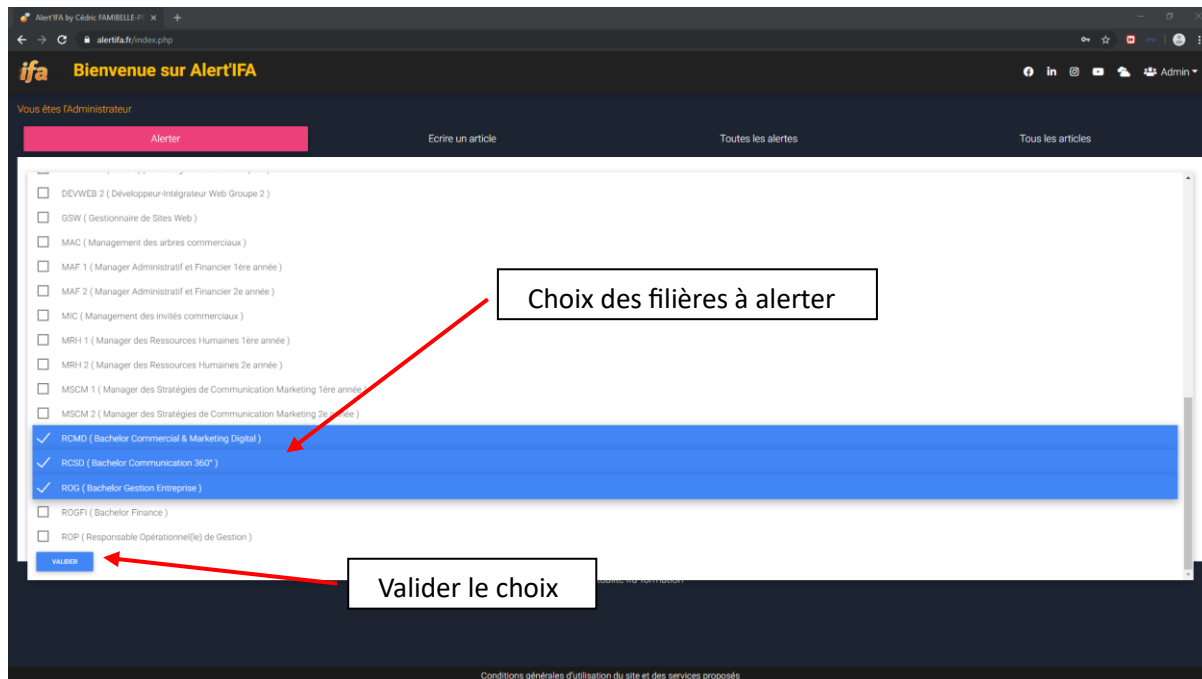 Alert'IFA by Cédric FAMIBELLE-P
alertifa.fr/index.php
ifa
Bienvenue sur Alert'IFA
Admin
Vous êtes l'Administrateur
Alerter
Ecrire un article
Toutes les alertes
Tous les articles
DEVWEB 2 ( Développeur-Intégrateur Web Groupe 2 )
GSW ( Gestionnaire de Sites Web )
MAC ( Management des arbres commerciaux )
MAF 1 ( Manager Administratif et Financier 1ère année )
MAF 2 ( Manager Administratif et Financier 2e année )
Choix des filières à alerter
MIC ( Management des invités commerciaux )
MRH 1 ( Manager des Ressources Humaines 1ère année )
MRH 2 ( Manager des Ressources Humaines 2e année )
MSCM 1 ( Manager des Stratégies de Communication Marketing 1ère année )
MSCM 2 ( Manager des Stratégies de Communication Marketing 2e année )
RCMD ( Bachelor Commercial & Marketing Digital )
RCSD ( Bachelor Communication 360° )
ROG ( Bachelor Gestion Entreprise )
ROGFI ( Bachelor Finance )
ROP ( Responsable Opérationnel(le) de Gestion )
VALIDER
Valider le choix
Conditions générales d'utilisation du site et des services proposés